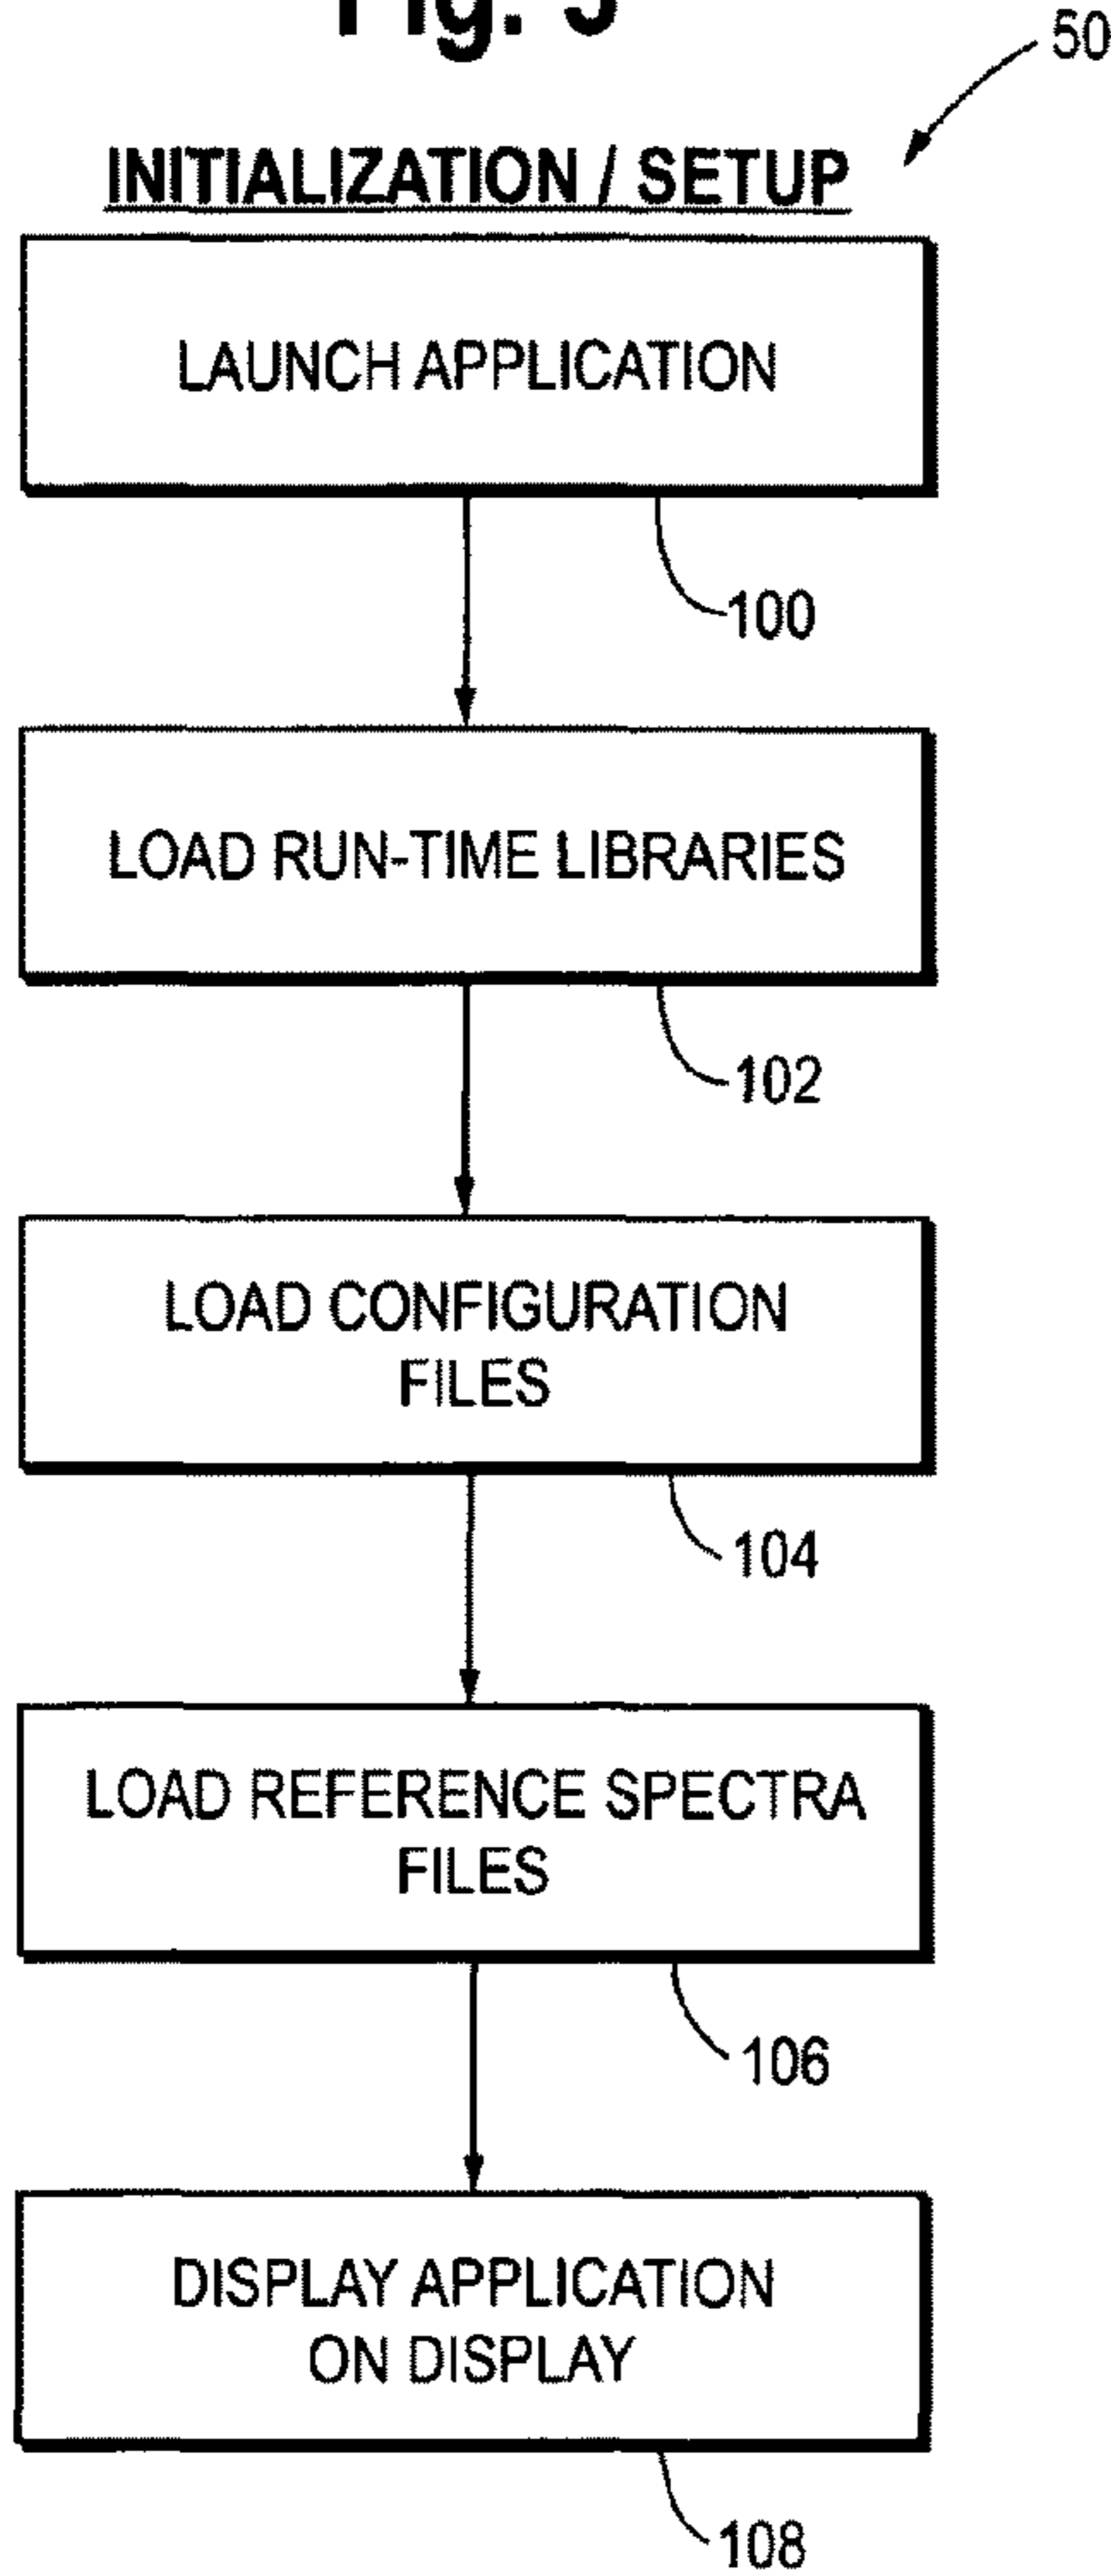 Fig.
50
INITIALIZATION / SETUP
LAUNCH APPLICATION
100
LOAD RUN-TIME LIBRARIES
102
LOAD CONFIGURATION
FILES
104
LOAD REFERENCE SPECTRA
FILES
106
DISPLAY APPLICATION
ON DISPLAY
108